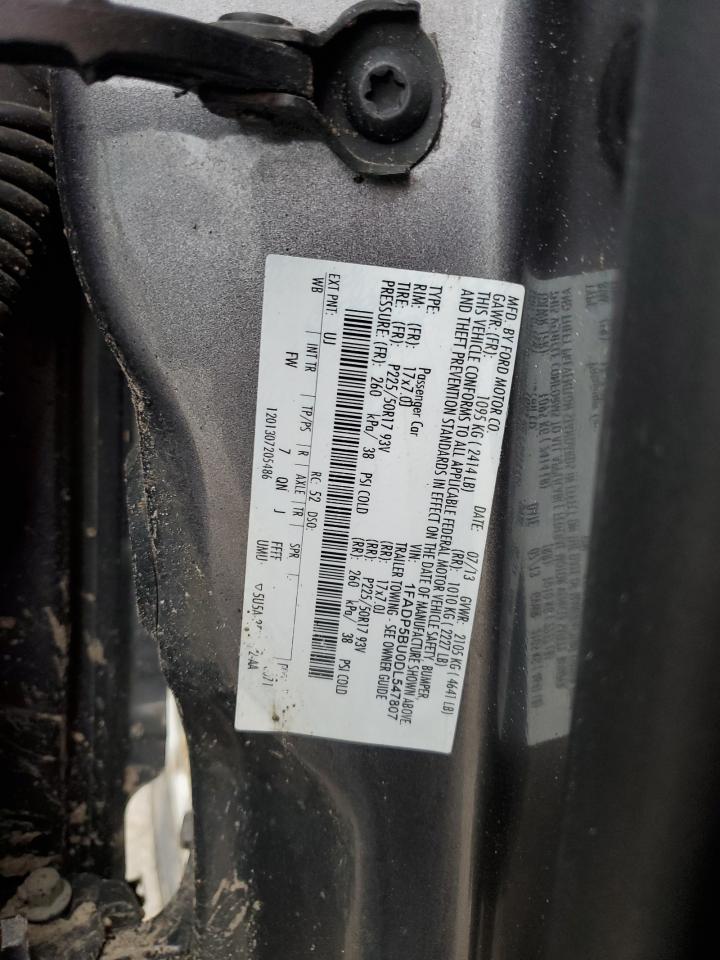 MFD. BY FORD MOTOR CO
DATE: 07/13 GVWR: 2105 KG ( 4641 LB)
GAWR: (FR): 1095 KG ( 2414 LB) (RR): 1010 KG ( 2227 LB)
THIS VEHICLE CONFORMS TO ALL APPLICABLE FEDERAL MOTOR VEHICLE SAFETY, BUMPER,
AND THEFT PREVENTION STANDARDS IN EFFECT ON THE DATE OF MANUFACTURE SHOWN ABOVE.
VIN: 1FADP5BU0DL547807
TYPE: Passenger Car
TRAILER TOWING - SEE OWNER GUIDE
RIM: (FR): 17x7.0J (RR): 17x7.0J
TIRE: (FR): P225/50R17 93V (RR): P225/50R17 93V
PRESSURE: (FR): 260 kPa/ 38 PSI COLD (RR): 260 kPa/ 38 PSI COLD
EXT PNT: UJ RC: 52 DSO:
WB INT TR TP/PS R AXLE TR SPR
FW 7 QN J FFFF
1201307205486 UMU